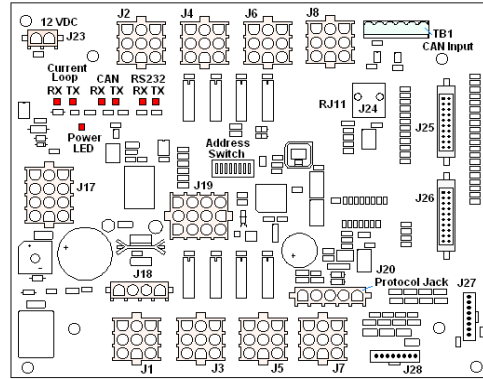 12 VDC
J23
J2
J4
J6
J8
TB1
CAN Input
Current
Loop
CAN
RS232
RX TX
RX TX
RX TX
Power
LED
RJ11
J24
J25
Address
Switch
J17
J19
J26
J18
J20
Protocol Jack
J27
J1
J3
J5
J7
J28